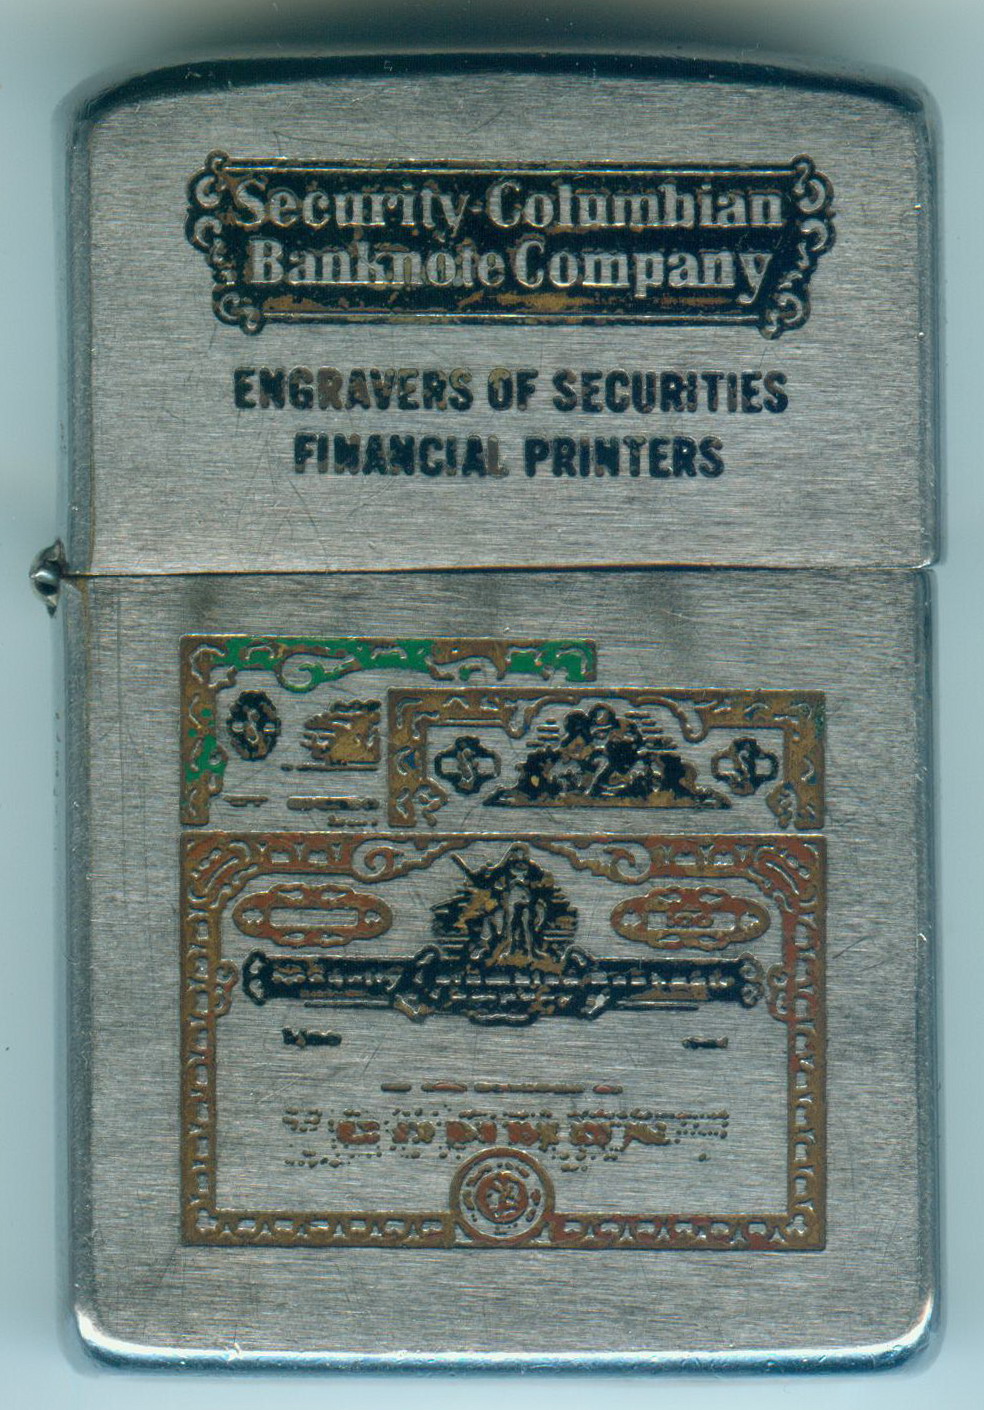 Security-Columbian
Banknote Company
ENGRAVERS OF SECURITIES
FINANCIAL PRINTERS